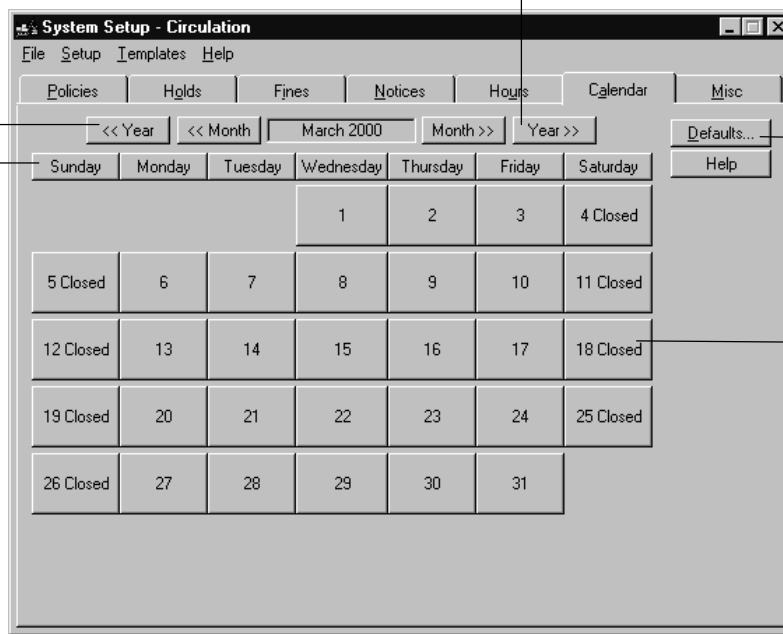 System Setup - Circulation
File Setup Templates Help
Policies Holds Fines Notices Hours Calendar Misc
<< Year << Month March 2000 Month >> Year >> Defaults...
Sunday Monday Tuesday Wednesday Thursday Friday Saturday Help
1 2 3 4 Closed
5 Closed 6 7 8 9 10 11 Closed
12 Closed 13 14 15 16 17 18 Closed
19 Closed 20 21 22 23 24 25 Closed
26 Closed 27 28 29 30 31